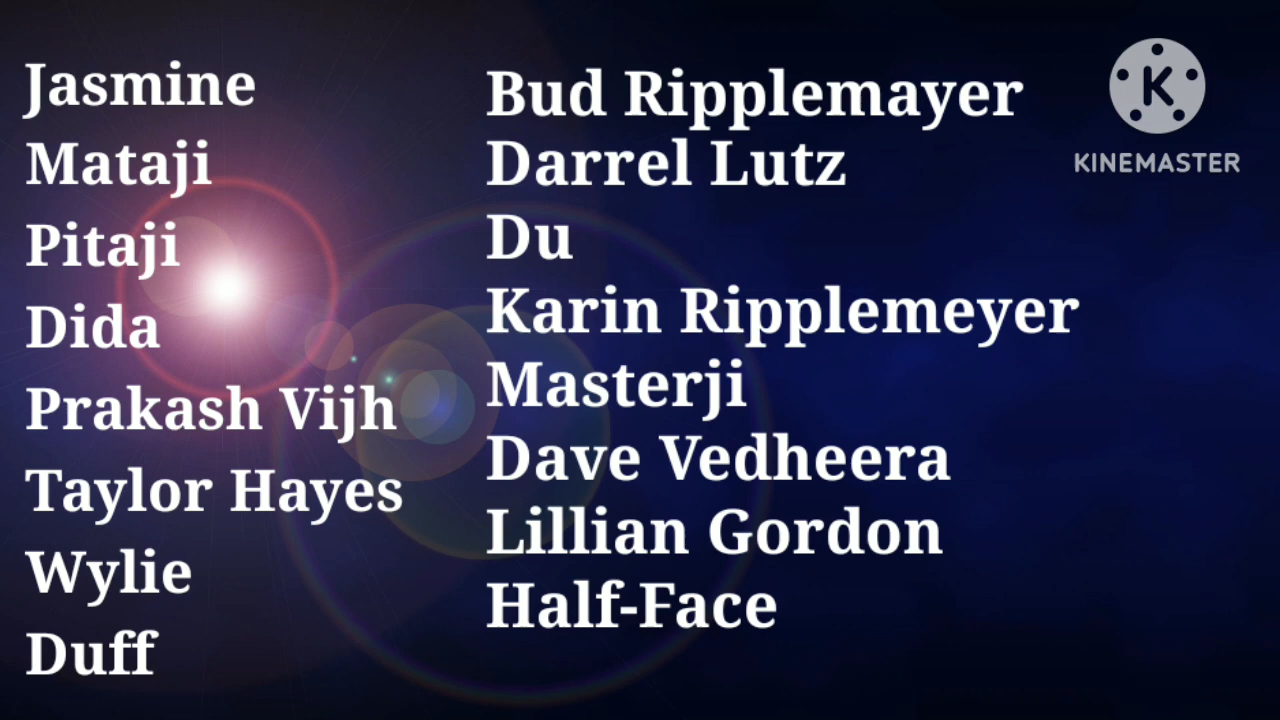 Jasmine
Mataji
Pitaji
Dida
Prakash Vijh
Taylor Hayes
Wylie
Duff
Bud Ripplemayer
Darrel Lutz
Du
Karin Ripplemeyer
Masterji
Dave Vedheera
Lillian Gordon
Half-Face
K
KINEMASTER